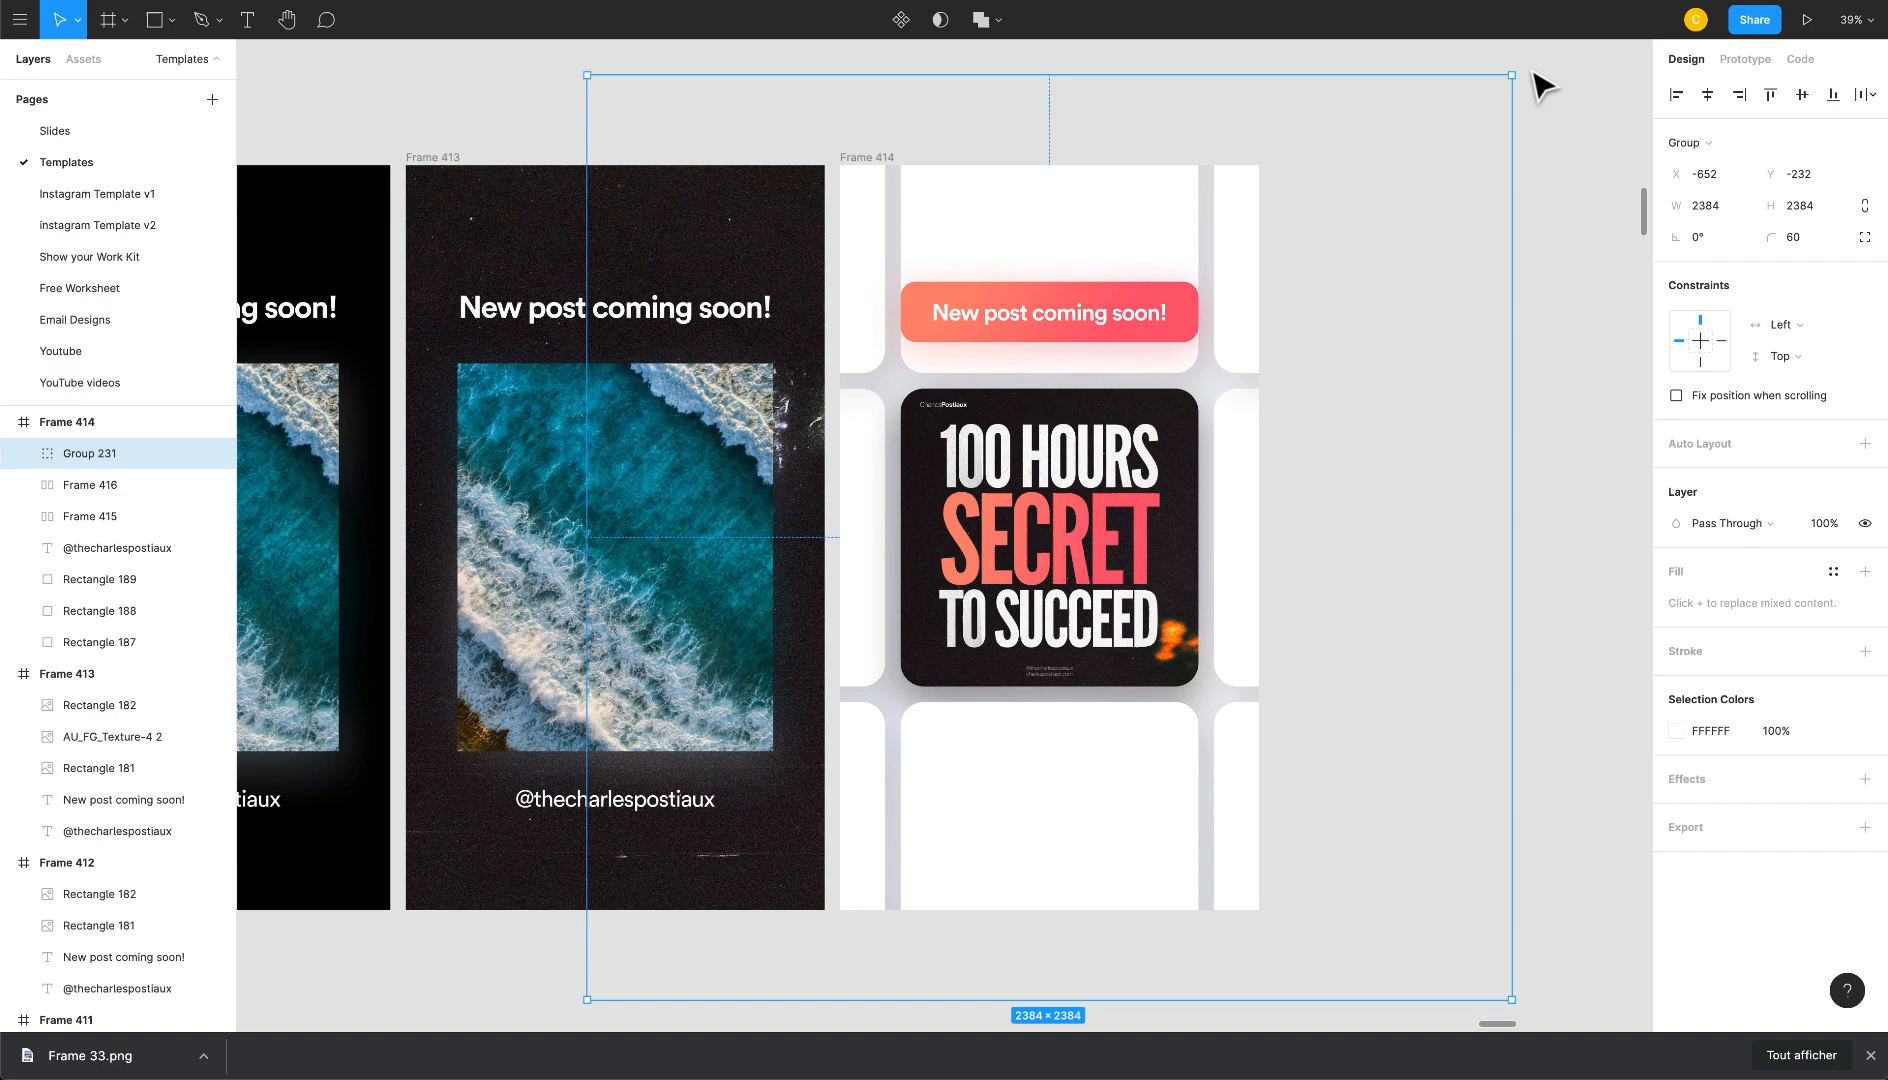 C
Share
39%
Layers
Assets
Templates
Pages
Slides
Templates
Instagram Template v1
instagram Template v2
Show your Work Kit
Free Worksheet
Email Designs
Youtube
YouTube videos
Frame 414
Group 231
Frame 416
Frame 415
@thecharlespostiaux
Rectangle 189
Rectangle 188
Rectangle 187
Frame 413
Rectangle 182
AU_FG_Texture-4 2
Rectangle 181
New post coming soon!
@thecharlespostiaux
Frame 412
Rectangle 182
Rectangle 181
New post coming soon!
@thecharlespostiaux
Frame 411
ng soon!
tiaux
Frame 413
New post coming soon!
@thecharlespostiaux
Frame 414
New post coming soon!
CharlesPostiaux
100 HOURS
SECRET
TO SUCCEED
@thecharlespostiaux
charlespostiaux.com
2384 × 2384
Design
Prototype
Code
Group
X -652
Y -232
W 2384
H 2384
0°
60
Constraints
Left
Top
Fix position when scrolling
Auto Layout
Layer
Pass Through
100%
Fill
Click + to replace mixed content.
Stroke
Selection Colors
FFFFFF 100%
Effects
Export
?
Frame 33.png
Tout afficher